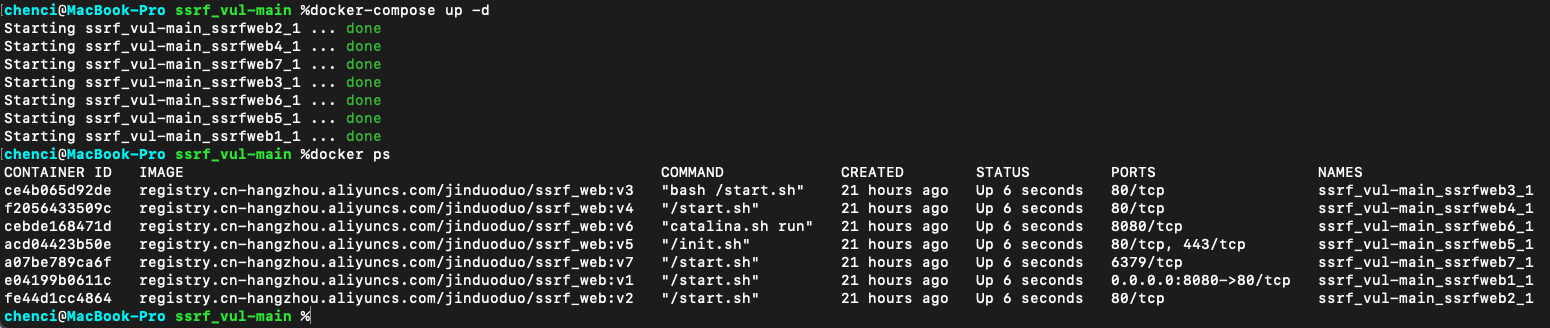 chenci@MacBook-Pro ssrf_vul-main %docker-compose up -d
Starting ssrf_vul-main_ssrfweb2_1 ... done
Starting ssrf_vul-main_ssrfweb4_1 ... done
Starting ssrf_vul-main_ssrfweb7_1 ... done
Starting ssrf_vul-main_ssrfweb3_1 ... done
Starting ssrf_vul-main_ssrfweb6_1 ... done
Starting ssrf_vul-main_ssrfweb5_1 ... done
Starting ssrf_vul-main_ssrfweb1_1 ... done
chenci@MacBook-Pro ssrf_vul-main %docker ps
CONTAINER ID   IMAGE                                                     COMMAND              CREATED        STATUS         PORTS                  NAMES
ce4b065d92de   registry.cn-hangzhou.aliyuncs.com/jinduoduo/ssrf_web:v3   "bash /start.sh"     21 hours ago   Up 6 seconds   80/tcp                 ssrf_vul-main_ssrfweb3_1
f2056433509c   registry.cn-hangzhou.aliyuncs.com/jinduoduo/ssrf_web:v4   "/start.sh"          21 hours ago   Up 6 seconds   80/tcp                 ssrf_vul-main_ssrfweb4_1
cebde168471d   registry.cn-hangzhou.aliyuncs.com/jinduoduo/ssrf_web:v6   "catalina.sh run"    21 hours ago   Up 6 seconds   8080/tcp               ssrf_vul-main_ssrfweb6_1
acd04423b50e   registry.cn-hangzhou.aliyuncs.com/jinduoduo/ssrf_web:v5   "/init.sh"           21 hours ago   Up 6 seconds   80/tcp, 443/tcp        ssrf_vul-main_ssrfweb5_1
a07be789ca6f   registry.cn-hangzhou.aliyuncs.com/jinduoduo/ssrf_web:v7   "/start.sh"          21 hours ago   Up 6 seconds   6379/tcp               ssrf_vul-main_ssrfweb7_1
e04199b0611c   registry.cn-hangzhou.aliyuncs.com/jinduoduo/ssrf_web:v1   "/start.sh"          21 hours ago   Up 6 seconds   0.0.0.0:8080->80/tcp   ssrf_vul-main_ssrfweb1_1
fe44d1cc4864   registry.cn-hangzhou.aliyuncs.com/jinduoduo/ssrf_web:v2   "/start.sh"          21 hours ago   Up 6 seconds   80/tcp                 ssrf_vul-main_ssrfweb2_1
chenci@MacBook-Pro ssrf_vul-main %